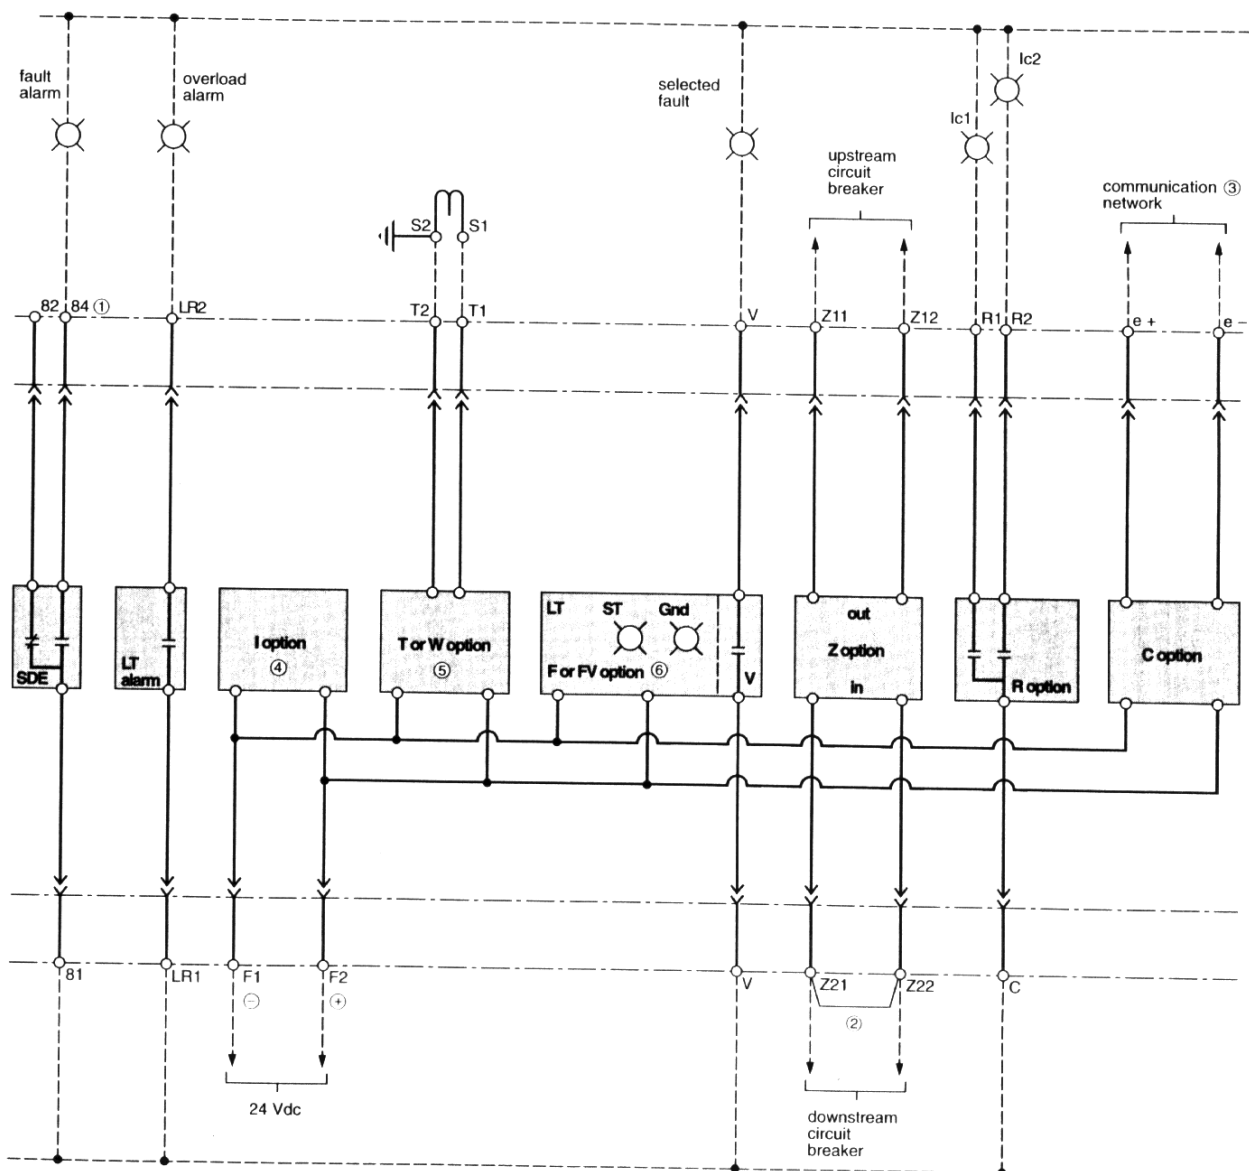 Ic2
fault
alarm
overload
alarm
selected
fault
Ic1
upstream
circuit
breaker
communication ③
network
S2 S1
82 84 ① LR2 T2 T1 V Z11 Z12 R1 R2 e + e -
LT ST Gnd
out
I option
④
T or W option
⑤
F or FV option ⑥
V
Z option
in
C option
SDE
LT
alarm
R option
81 LR1 F1 F2 V Z21 Z22 C
− +
②
24 Vdc
downstream
circuit
breaker